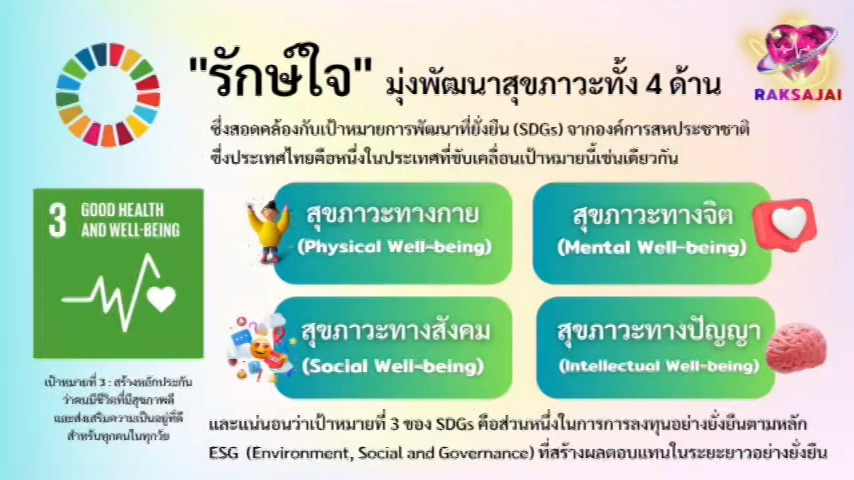 "รักษ์ใจ" มุ่งพัฒนาสุขภาวะทั้ง 4 ด้าน
RAKSAJAI
ซึ่งสอดคล้องกับเป้าหมายการพัฒนาที่ยั่งยืน (SDGs) จากองค์การสหประชาชาติ
ซึ่งประเทศไทยคือหนึ่งในประเทศที่ขับเคลื่อนเป้าหมายนี้เช่นเดียวกัน
3 GOOD HEALTH
AND WELL-BEING
สุขภาวะทางกาย
(Physical Well-being)
สุขภาวะทางจิต
(Mental Well-being)
สุขภาวะทางสังคม
(Social Well-being)
สุขภาวะทางปัญญา
(Intellectual Well-being)
เป้าหมายที่ 3 : สร้างหลักประกัน
ว่าคนมีชีวิตที่มีสุขภาพดี
และส่งเสริมความเป็นอยู่ที่ดี
สำหรับทุกคนในทุกวัย
และแน่นอนว่าเป้าหมายที่ 3 ของ SDGs คือส่วนหนึ่งในการการลงทุนอย่างยั่งยืนตามหลัก
ESG (Environment, Social and Governance) ที่สร้างผลตอบแทนในระยะยาวอย่างยั่งยืน